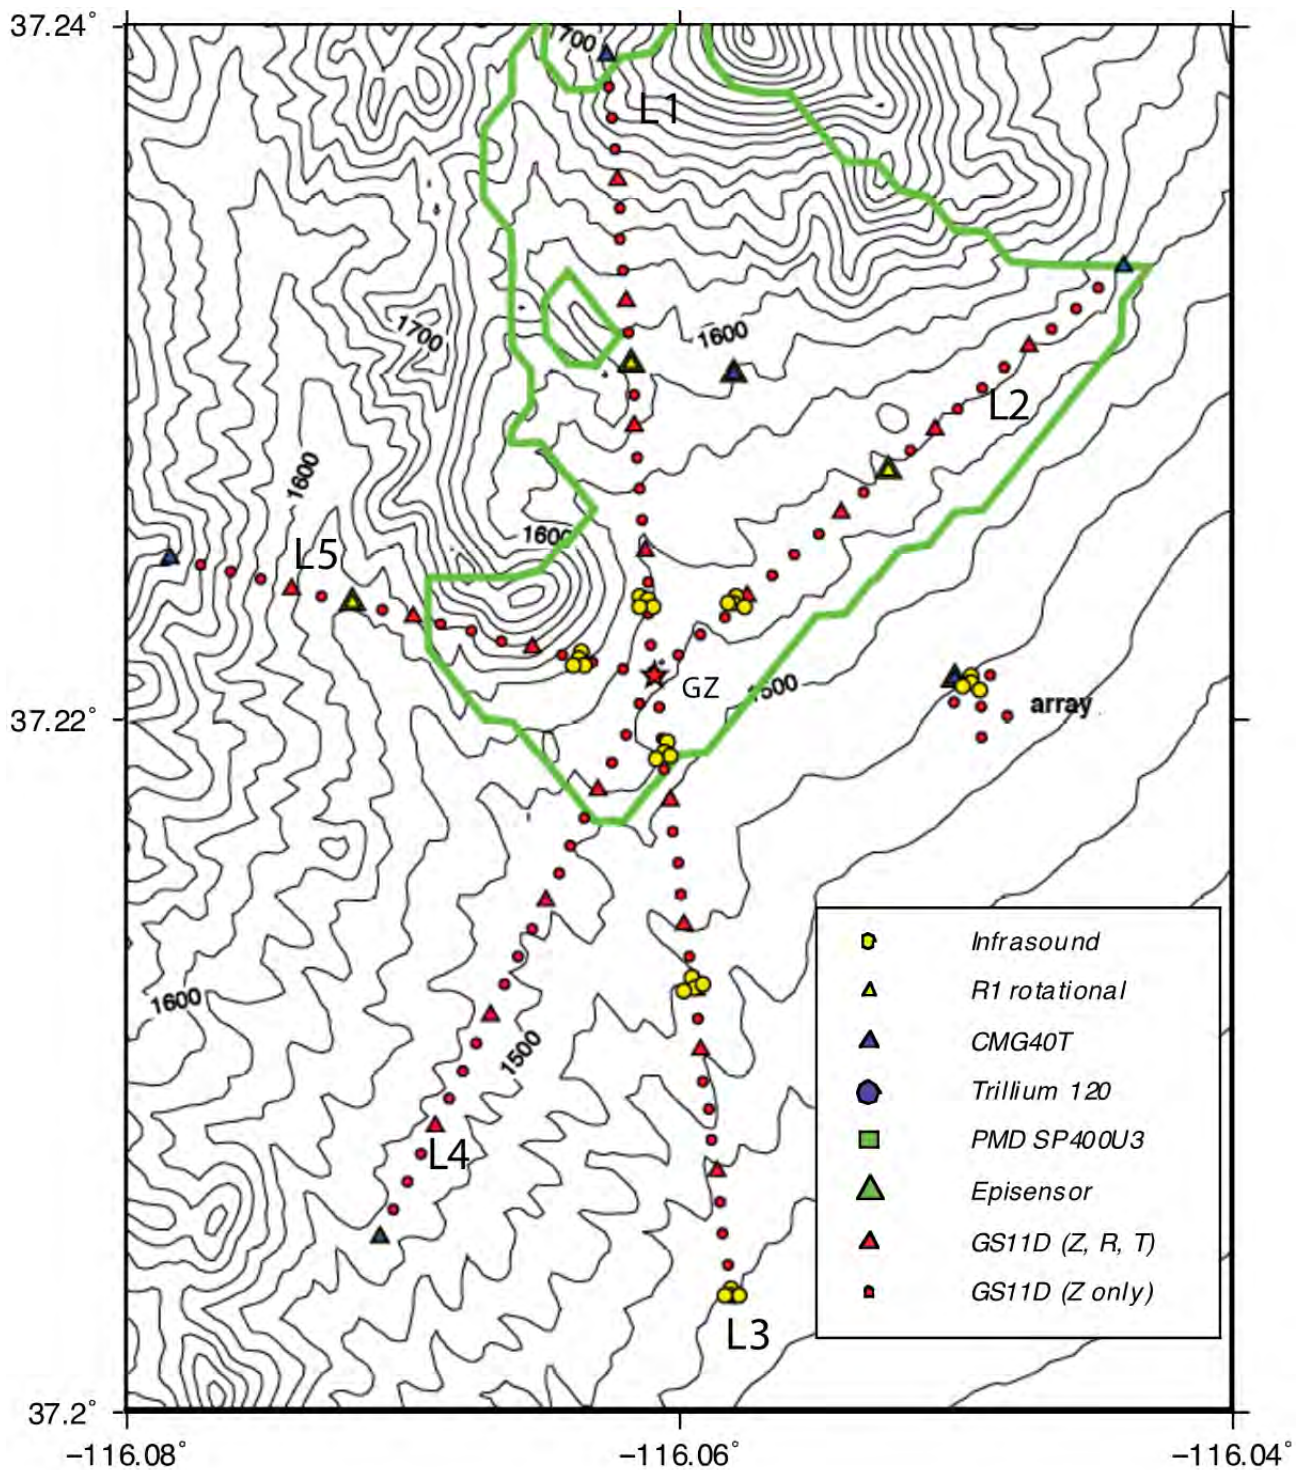 37.24°
1700
L1
1700
1600
L2
1600
L5
1600
GZ
1500
37.22°
array
Infrasound
R1 rotational
1600
CMG40T
1500
Trillium 120
PMD SP400U3
L4
Episensor
GS11D (Z, R, T)
GS11D (Z only)
L3
37.2°
−116.08°
−116.06°
−116.04°